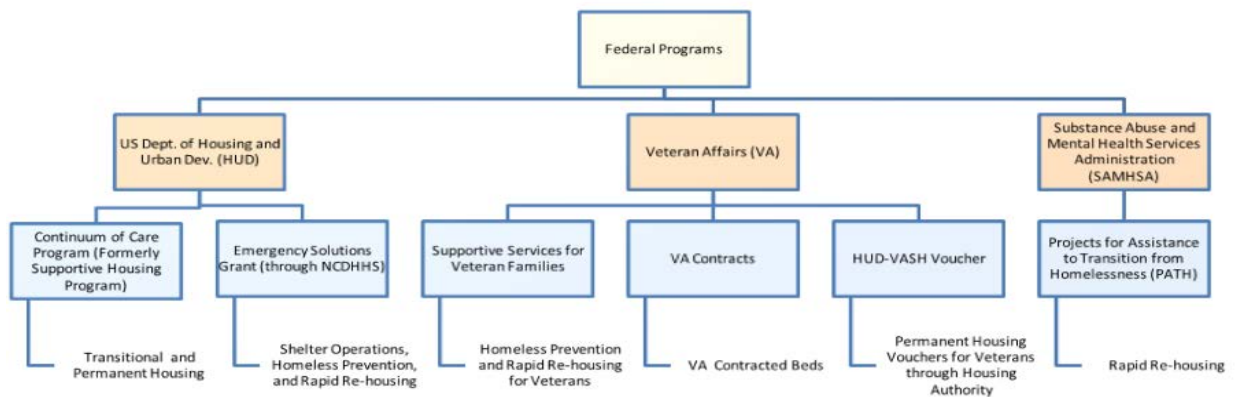 Federal Programs
US Dept. of Housing and
Urban Dev. (HUD)
Veteran Affairs (VA)
Substance Abuse and
Mental Health Services
Administration
(SAMHSA)
Continuum of Care
Program (Formerly
Supportive Housing
Program)
Emergency Solutions
Grant (through NCDHHS)
Supportive Services for
Veteran Families
VA Contracts
HUD-VASH Voucher
Projects for Assistance
to Transition from
Homelessness (PATH)
Transitional and
Permanent Housing
Shelter Operations,
Homeless Prevention,
and Rapid Re-housing
Homeless Prevention
and Rapid Re-housing
for Veterans
VA Contracted Beds
Permanent Housing
Vouchers for Veterans
through Housing
Authority
Rapid Re-housing